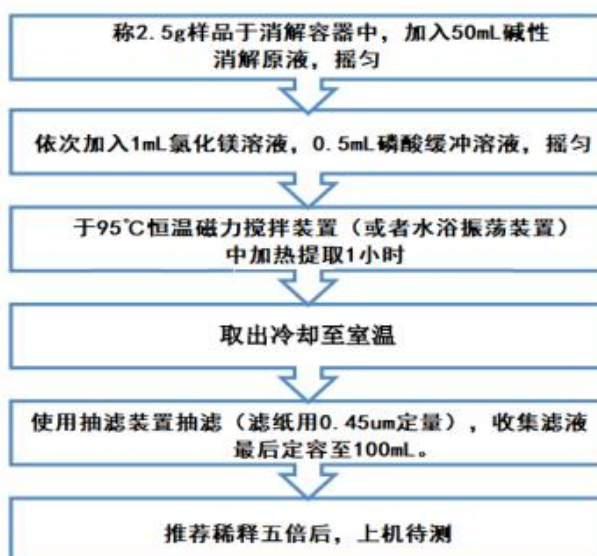 称2.5g样品于消解容器中，加入50mL碱性
消解原液，摇匀
依次加入1mL氯化镁溶液，0.5mL磷酸缓冲溶液，摇匀
于95℃恒温磁力搅拌装置（或者水浴振荡装置）
中加热提取1小时
取出冷却至室温
使用抽滤装置抽滤（滤纸用0.45um定量），收集滤液
最后定容至100mL。
推荐稀释五倍后，上机待测